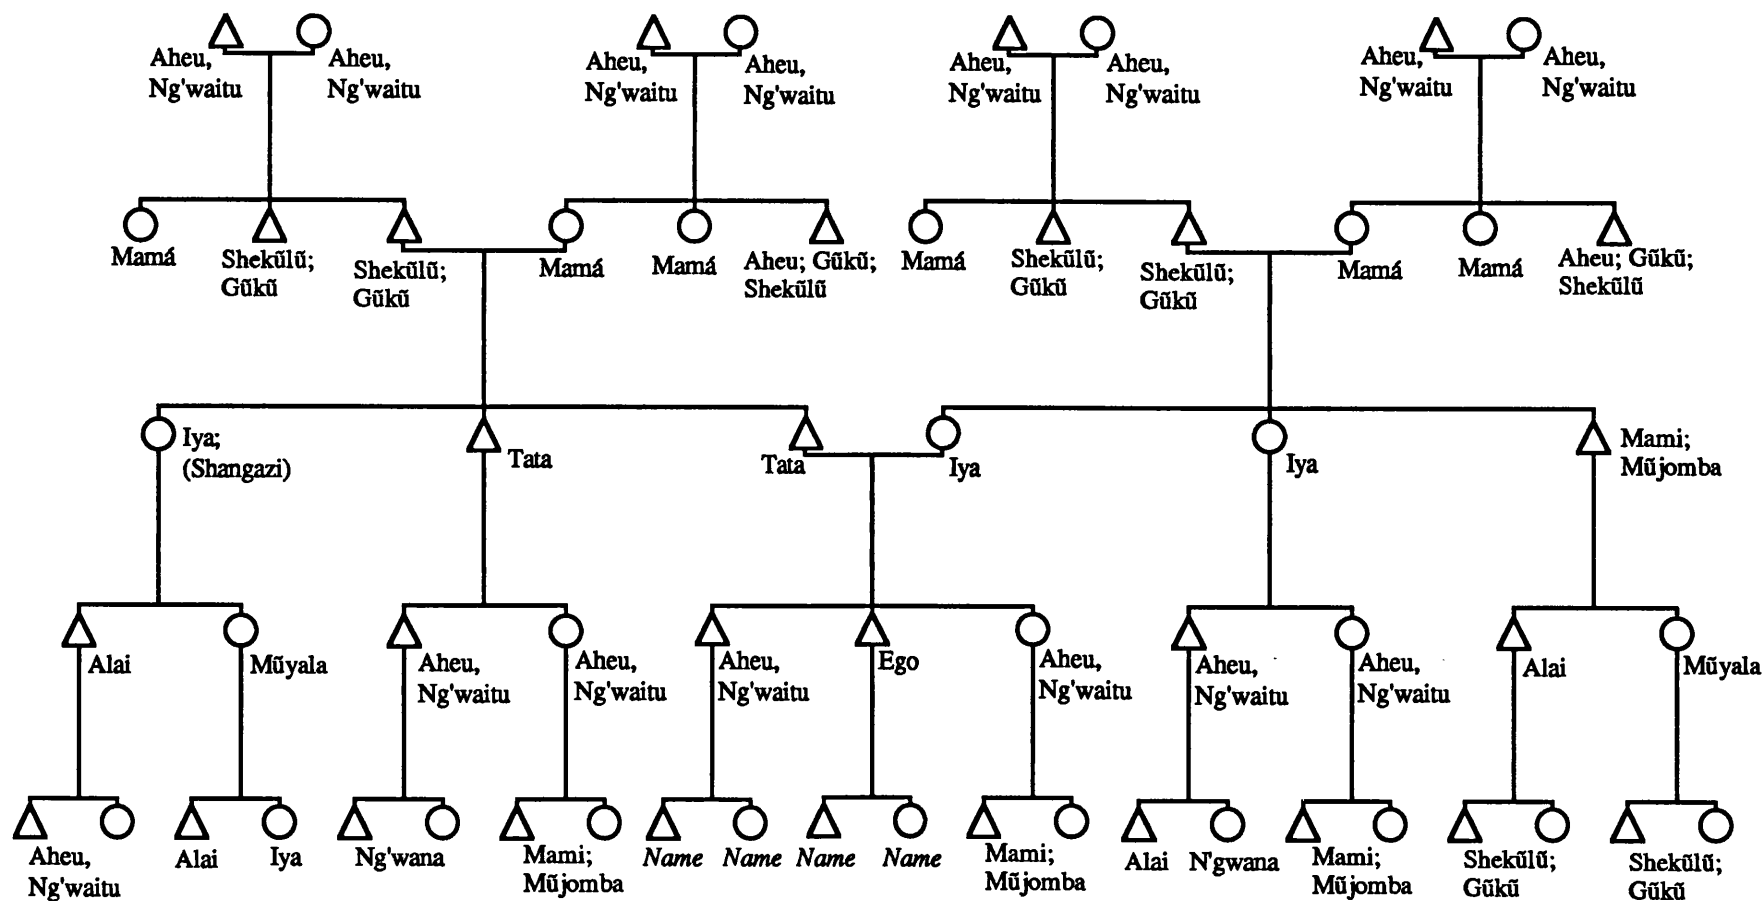 Aheu,
Ng'waitu
Aheu,
Ng'waitu
Aheu,
Ng'waitu
Aheu,
Ng'waitu
Aheu,
Ng'waitu
Aheu,
Ng'waitu
Aheu,
Ng'waitu
Aheu,
Ng'waitu
Mamá
Shekũlũ;
Gũkũ
Shekũlũ;
Gũkũ
Mamá
Mamá
Aheu; Gũkũ;
Shekũlũ
Mamá
Shekũlũ;
Gũkũ
Shekũlũ;
Gũkũ
Mamá
Mamá
Aheu; Gũkũ;
Shekũlũ
Iya;
(Shangazi)
Tata
Tata
Iya
Iya
Mami;
Mũjomba
Alai
Mũyala
Aheu,
Ng'waitu
Aheu,
Ng'waitu
Aheu,
Ng'waitu
Ego
Aheu,
Ng'waitu
Aheu,
Ng'waitu
Aheu,
Ng'waitu
Alai
Mũyala
Aheu,
Ng'waitu
Alai
Iya
Ng'wana
Mami;
Mũjomba
Name
Name
Name
Name
Mami;
Mũjomba
Alai
N'gwana
Mami;
Mũjomba
Shekũlũ;
Gũkũ
Shekũlũ;
Gũkũ